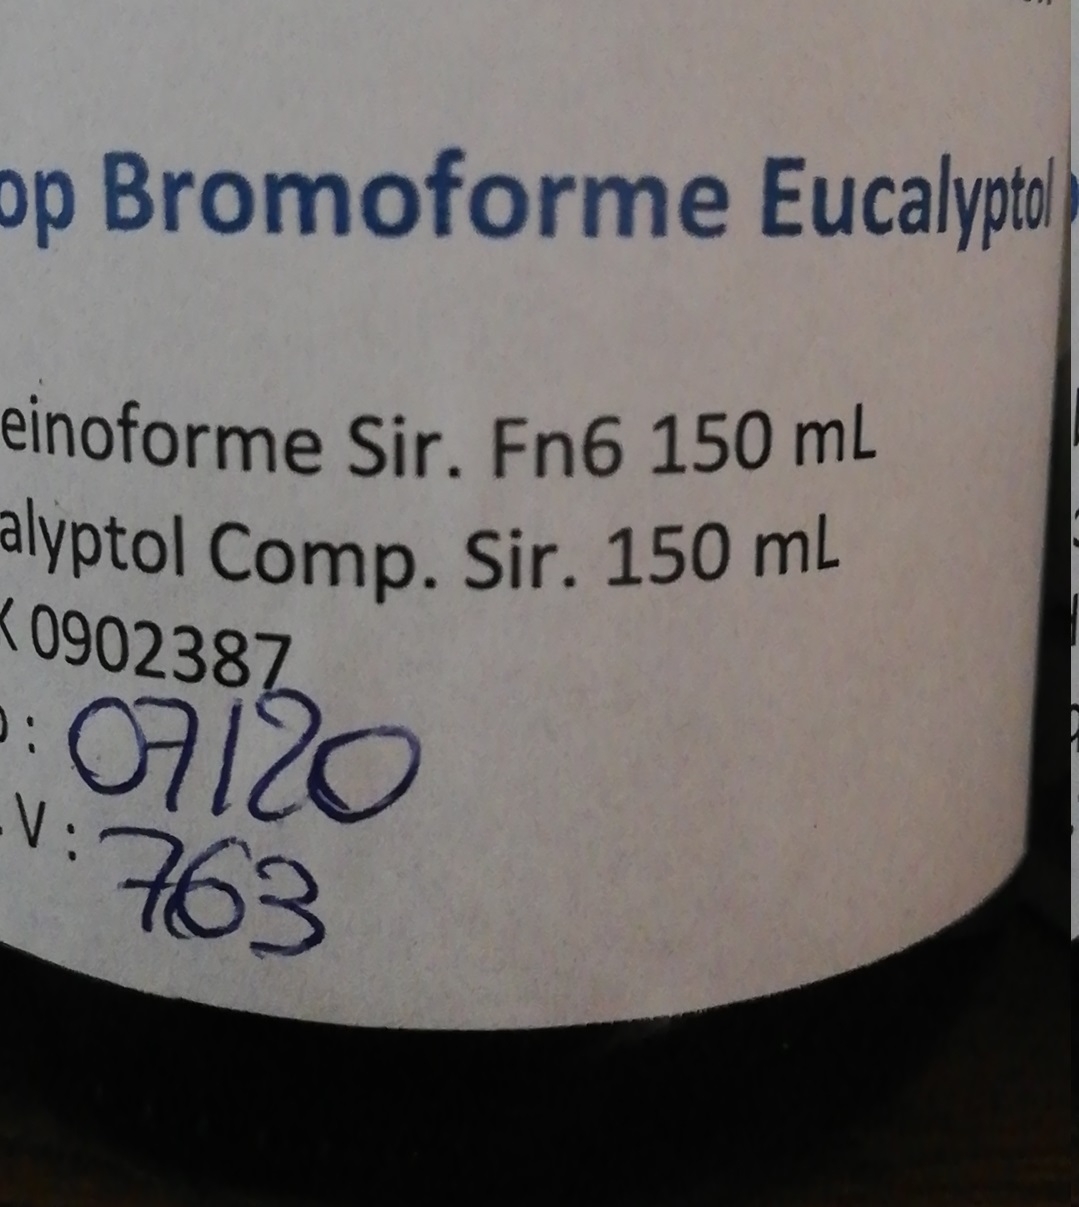 op Bromoforme Eucalyptol
einoforme Sir. Fn6 150 mL
alyptol Comp. Sir. 150 mL
K 0902387
: 07/20
. V : 763